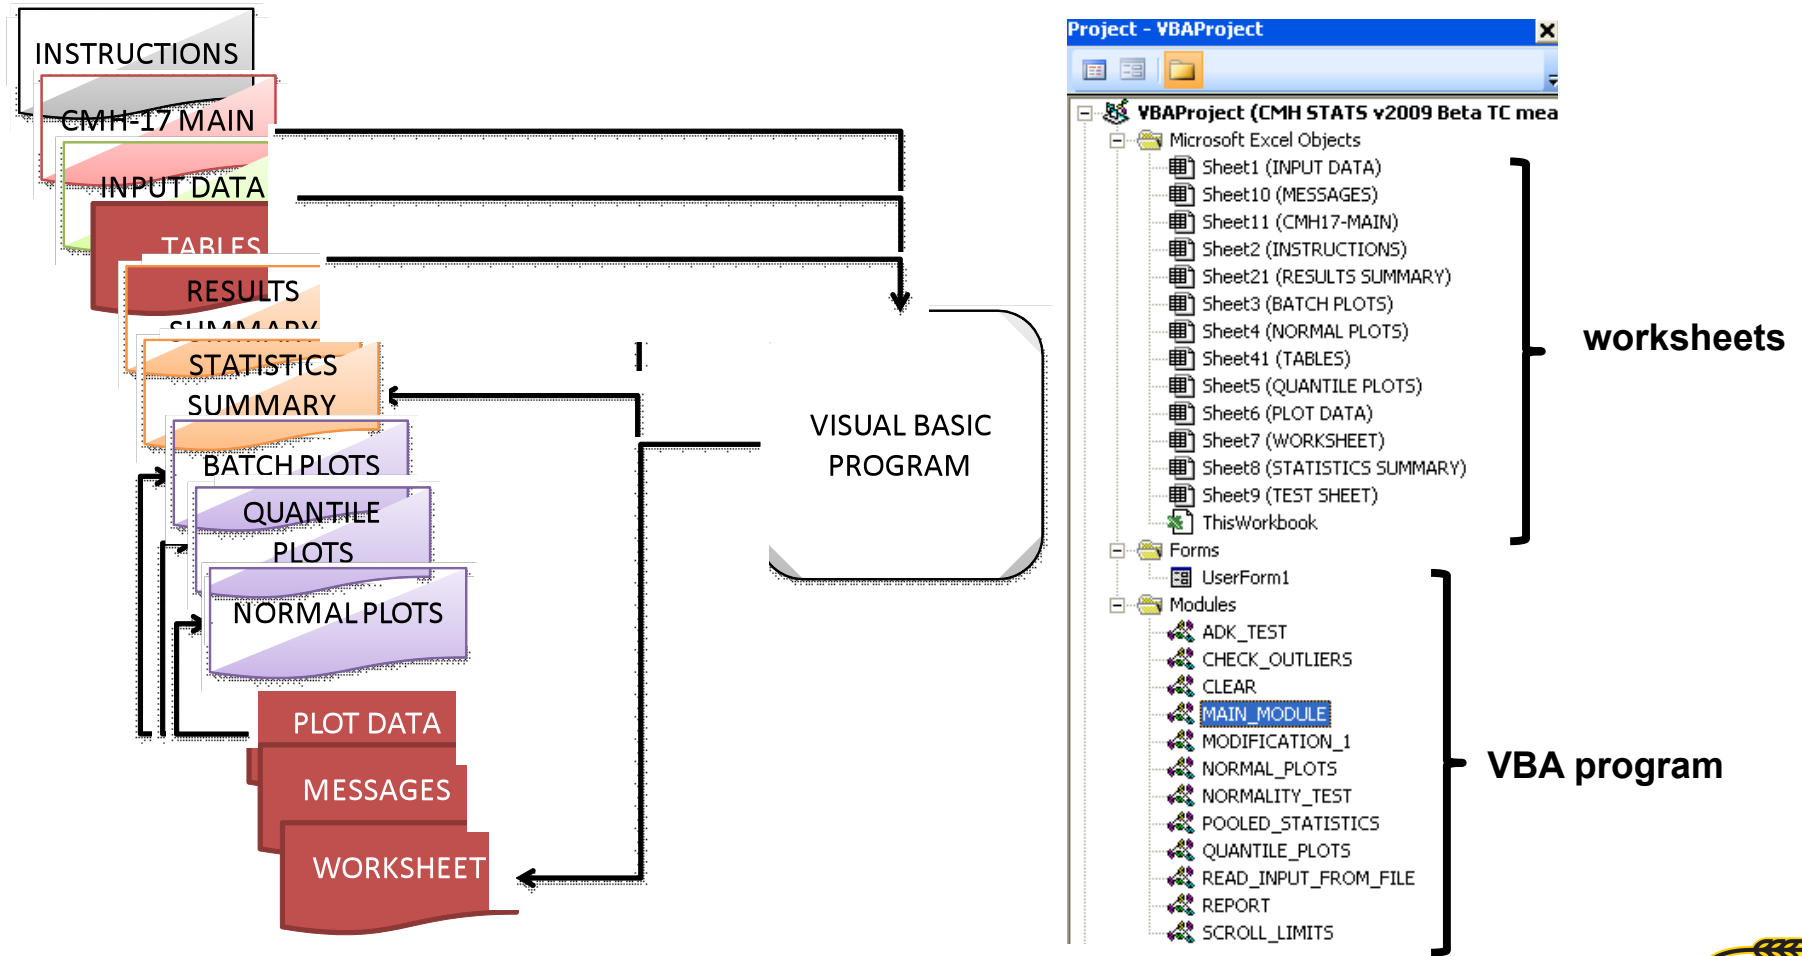 INSTRUCTIONS
CMH-17 MAIN
INPUT DATA
TABLES
RESULTS
SUMMARY
STATISTICS
SUMMARY
BATCH PLOTS
QUANTILE
PLOTS
NORMAL PLOTS
PLOT DATA
MESSAGES
WORKSHEET
VISUAL BASIC
PROGRAM
Project - VBAProject
VBAProject (CMH STATS v2009 Beta TC mea
Microsoft Excel Objects
Sheet1 (INPUT DATA)
Sheet10 (MESSAGES)
Sheet11 (CMH17-MAIN)
Sheet2 (INSTRUCTIONS)
Sheet21 (RESULTS SUMMARY)
Sheet3 (BATCH PLOTS)
Sheet4 (NORMAL PLOTS)
Sheet41 (TABLES)
Sheet5 (QUANTILE PLOTS)
Sheet6 (PLOT DATA)
Sheet7 (WORKSHEET)
Sheet8 (STATISTICS SUMMARY)
Sheet9 (TEST SHEET)
ThisWorkbook
Forms
UserForm1
Modules
ADK_TEST
CHECK_OUTLIERS
CLEAR
MAIN_MODULE
MODIFICATION_1
NORMAL_PLOTS
NORMALITY_TEST
POOLED_STATISTICS
QUANTILE_PLOTS
READ_INPUT_FROM_FILE
REPORT
SCROLL_LIMITS
worksheets
VBA program